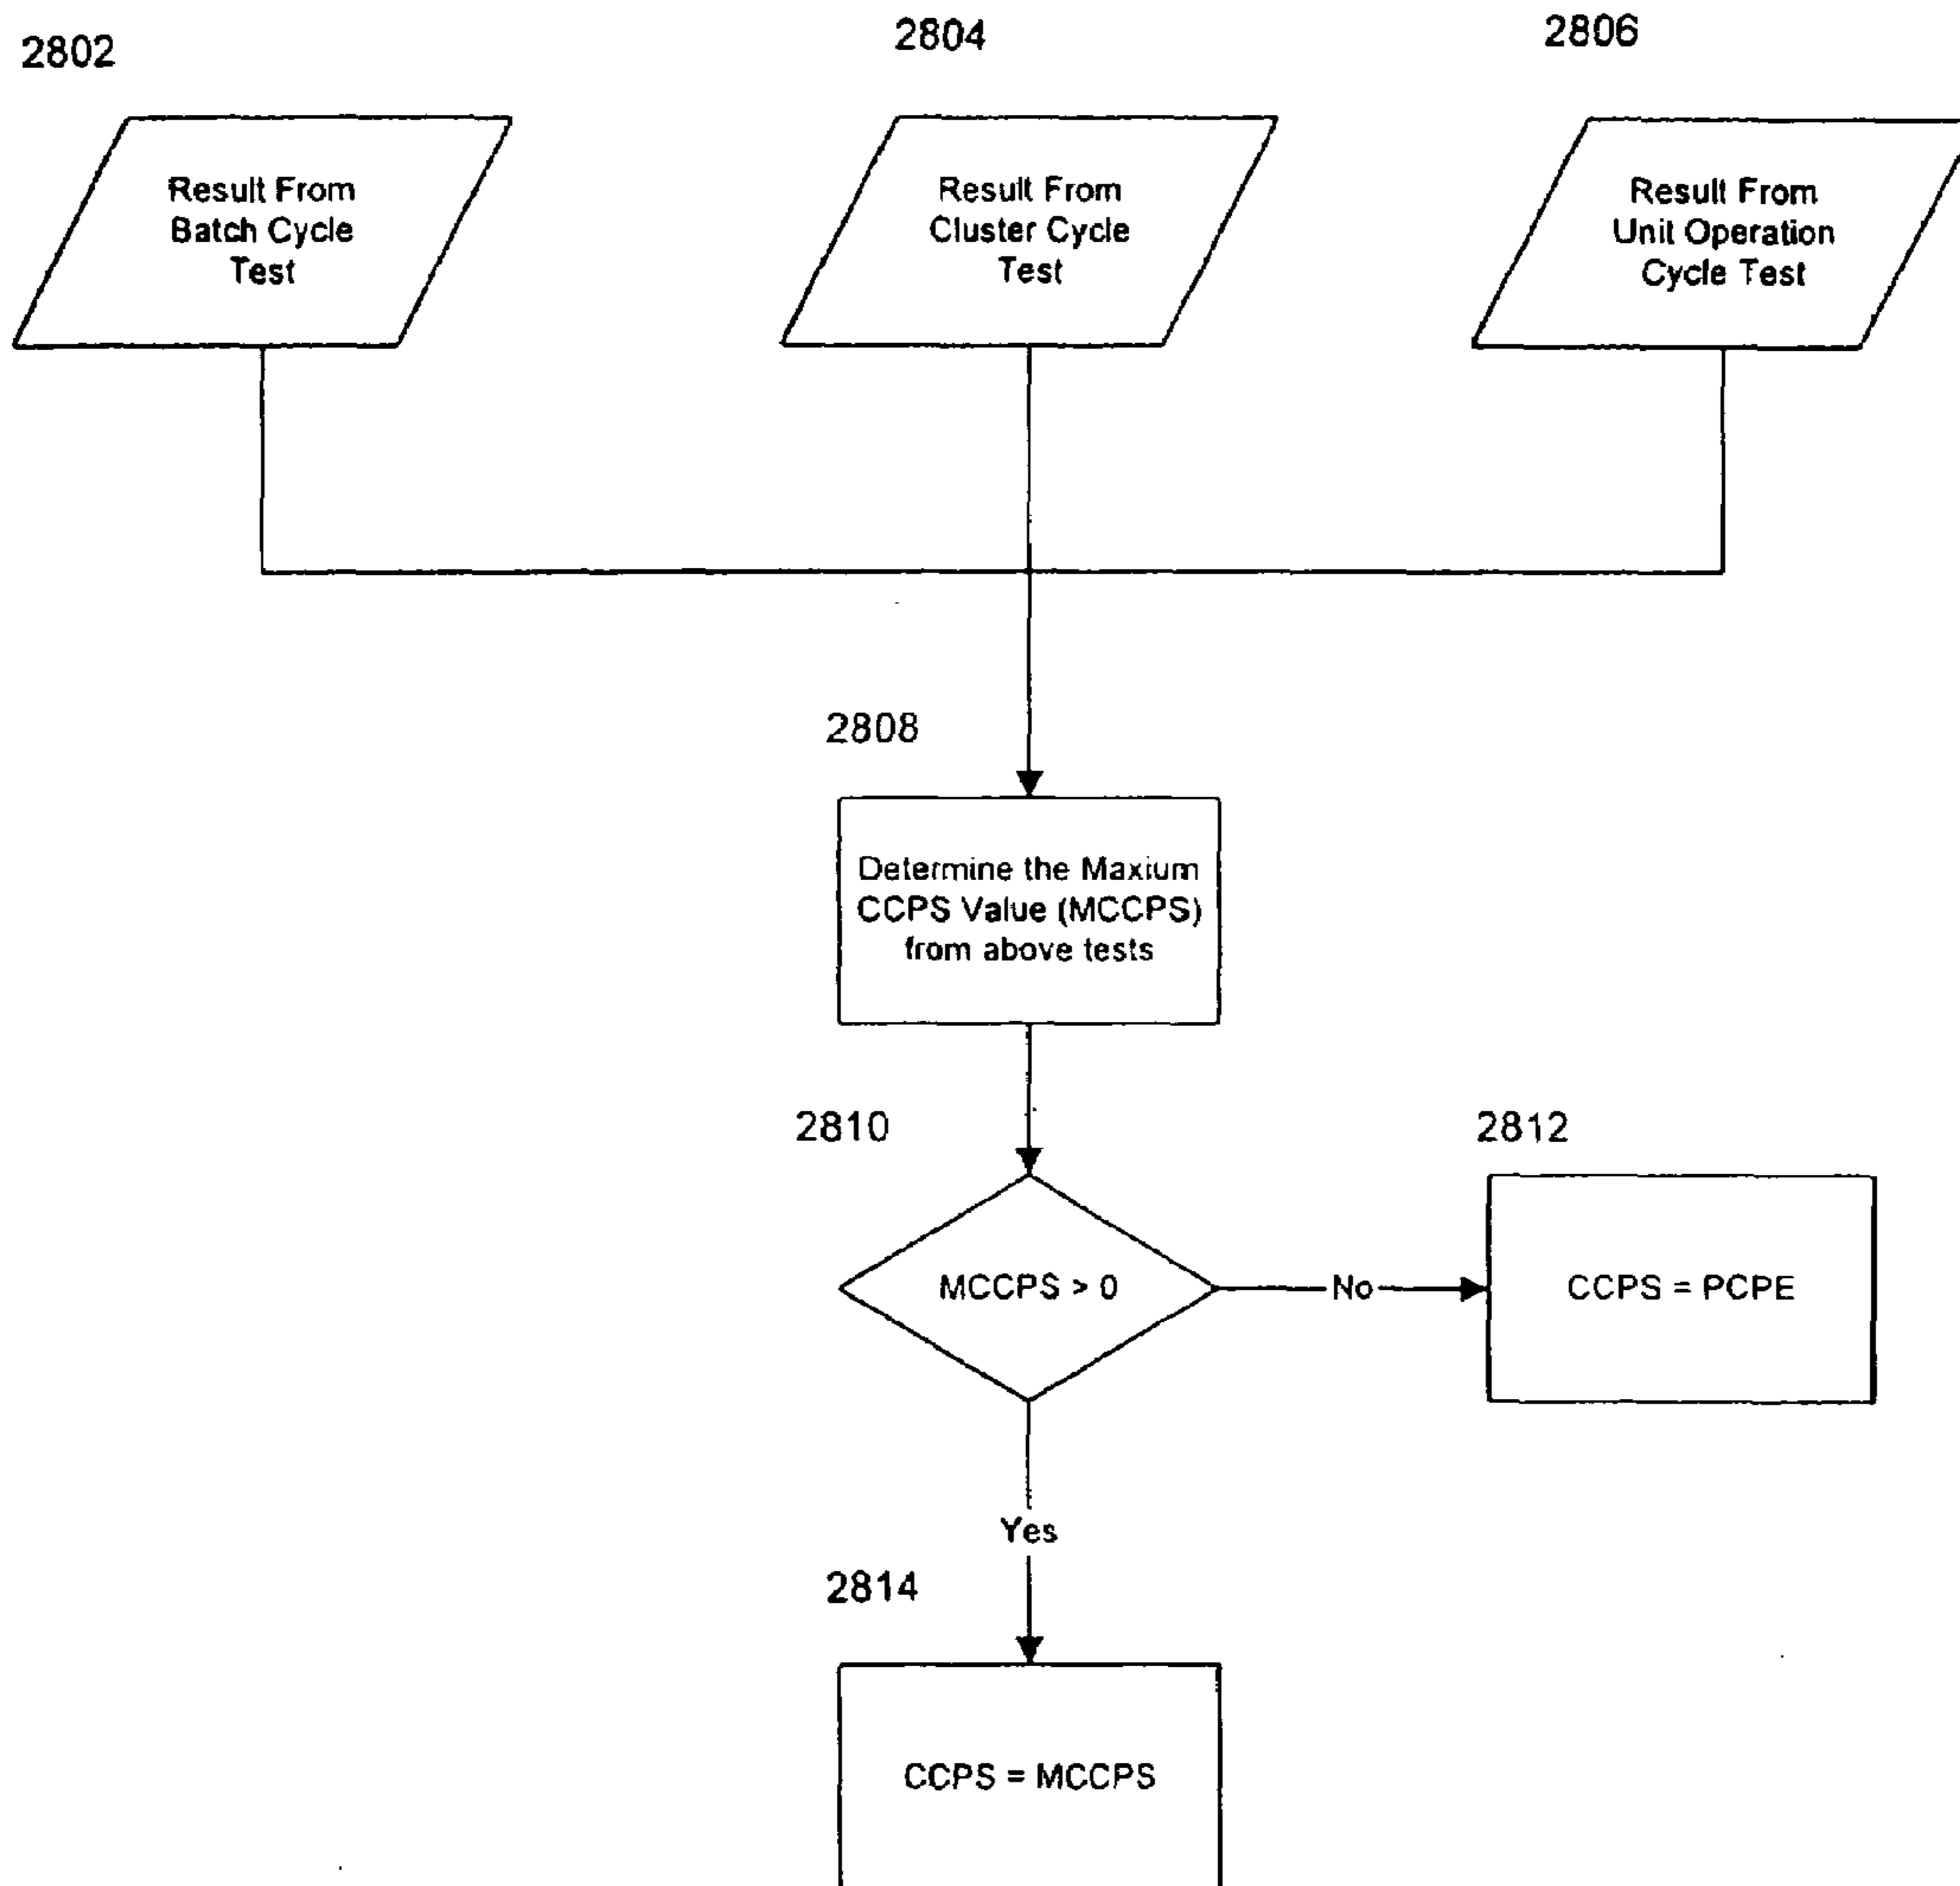 2802
2804
2806
Result From
Batch Cycle
Test
Result From
Cluster Cycle
Test
Result From
Unit Operation
Cycle Test
2808
Determine the Maxium
CCPS Value (MCCPS)
from above tests
2810
2812
MCCPS > 0
No
CCPS = PCPE
Yes
2814
CCPS = MCCPS